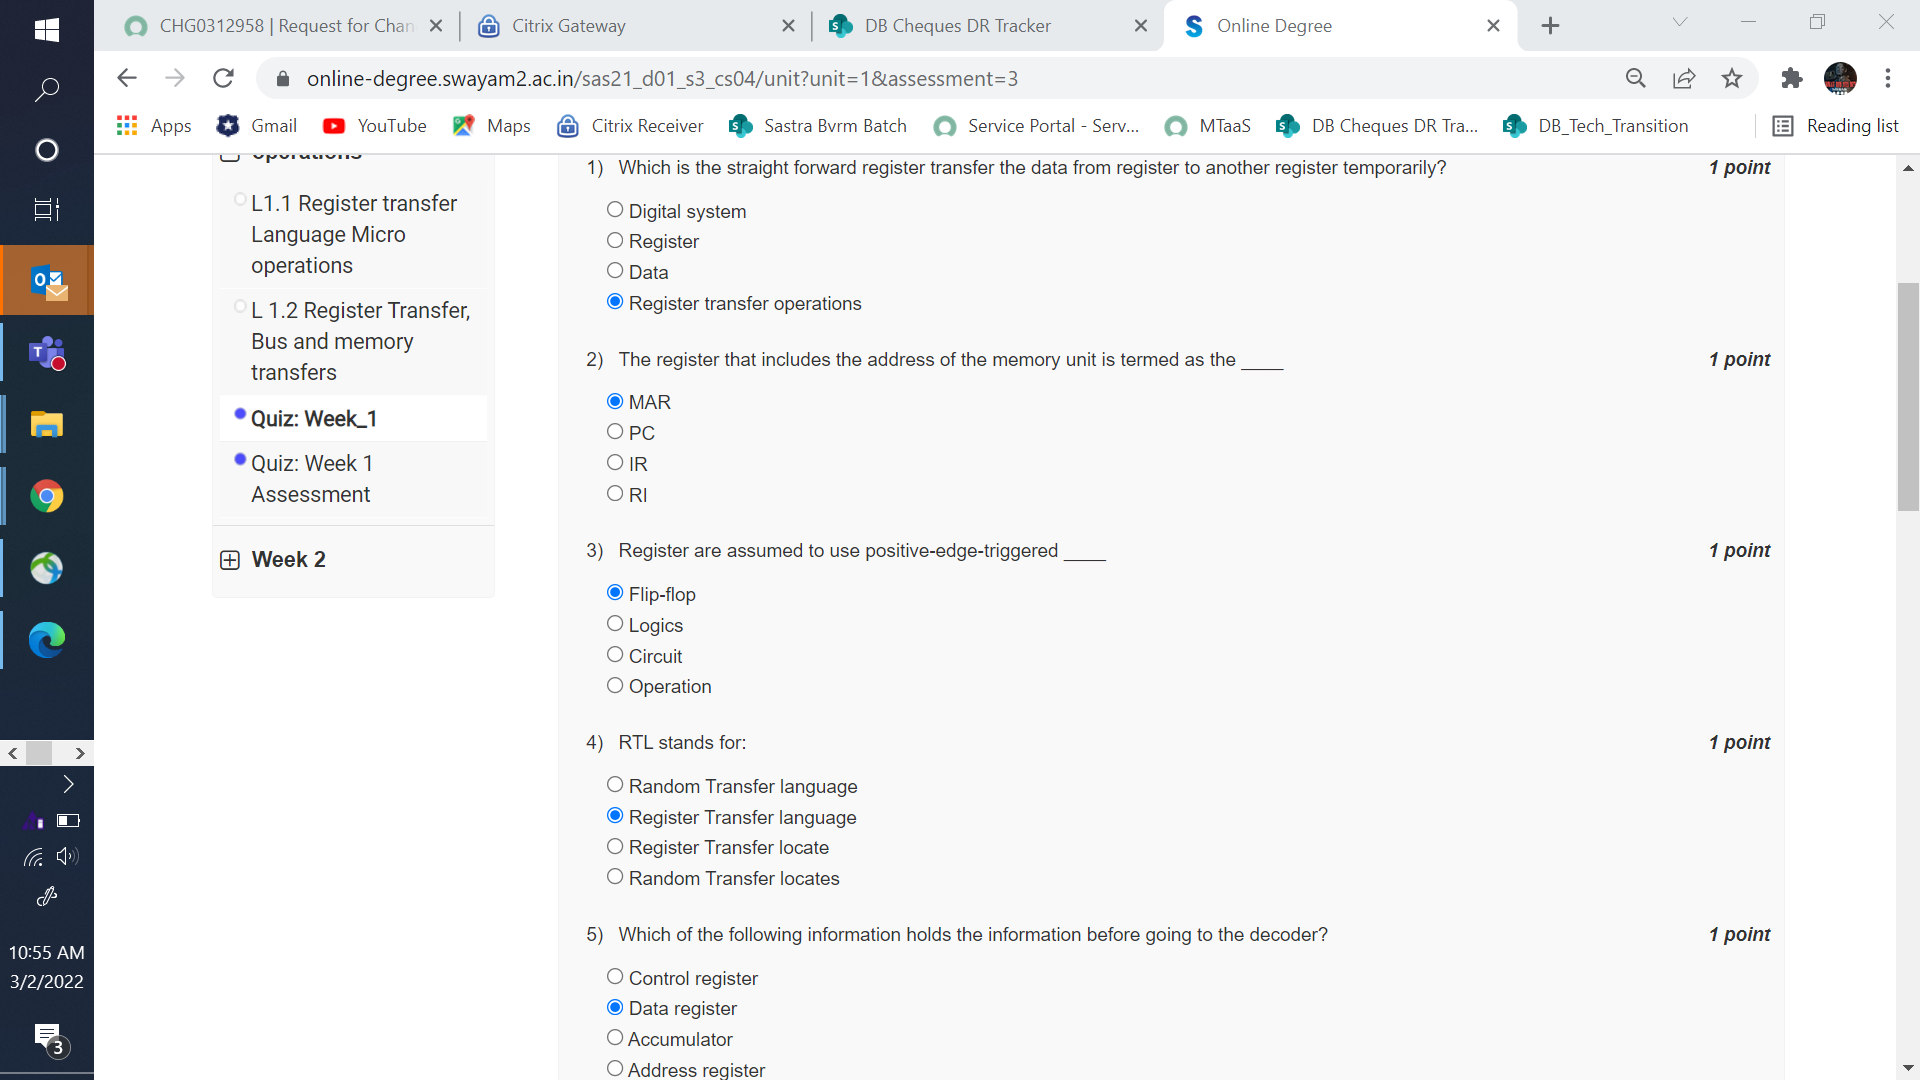 CHG0312958 | Request for Chan
Citrix Gateway
DB Cheques DR Tracker
Online Degree
online-degree.swayam2.ac.in/sas21_d01_s3_cs04/unit?unit=1&assessment=3
Apps
Gmail
YouTube
Maps
Citrix Receiver
Sastra Bvrm Batch
Service Portal - Serv...
MTaaS
DB Cheques DR Tra...
DB_Tech_Transition
Reading list
operations
L1.1 Register transfer
Language Micro
operations
L 1.2 Register Transfer,
Bus and memory
transfers
Quiz: Week_1
Quiz: Week 1
Assessment
Week 2
1) Which is the straight forward register transfer the data from register to another register temporarily? 1 point
Digital system
Register
Data
Register transfer operations
2) The register that includes the address of the memory unit is termed as the ____ 1 point
MAR
PC
IR
RI
3) Register are assumed to use positive-edge-triggered ____ 1 point
Flip-flop
Logics
Circuit
Operation
4) RTL stands for: 1 point
Random Transfer language
Register Transfer language
Register Transfer locate
Random Transfer locates
5) Which of the following information holds the information before going to the decoder? 1 point
Control register
Data register
Accumulator
Address register
10:55 AM
3/2/2022
3